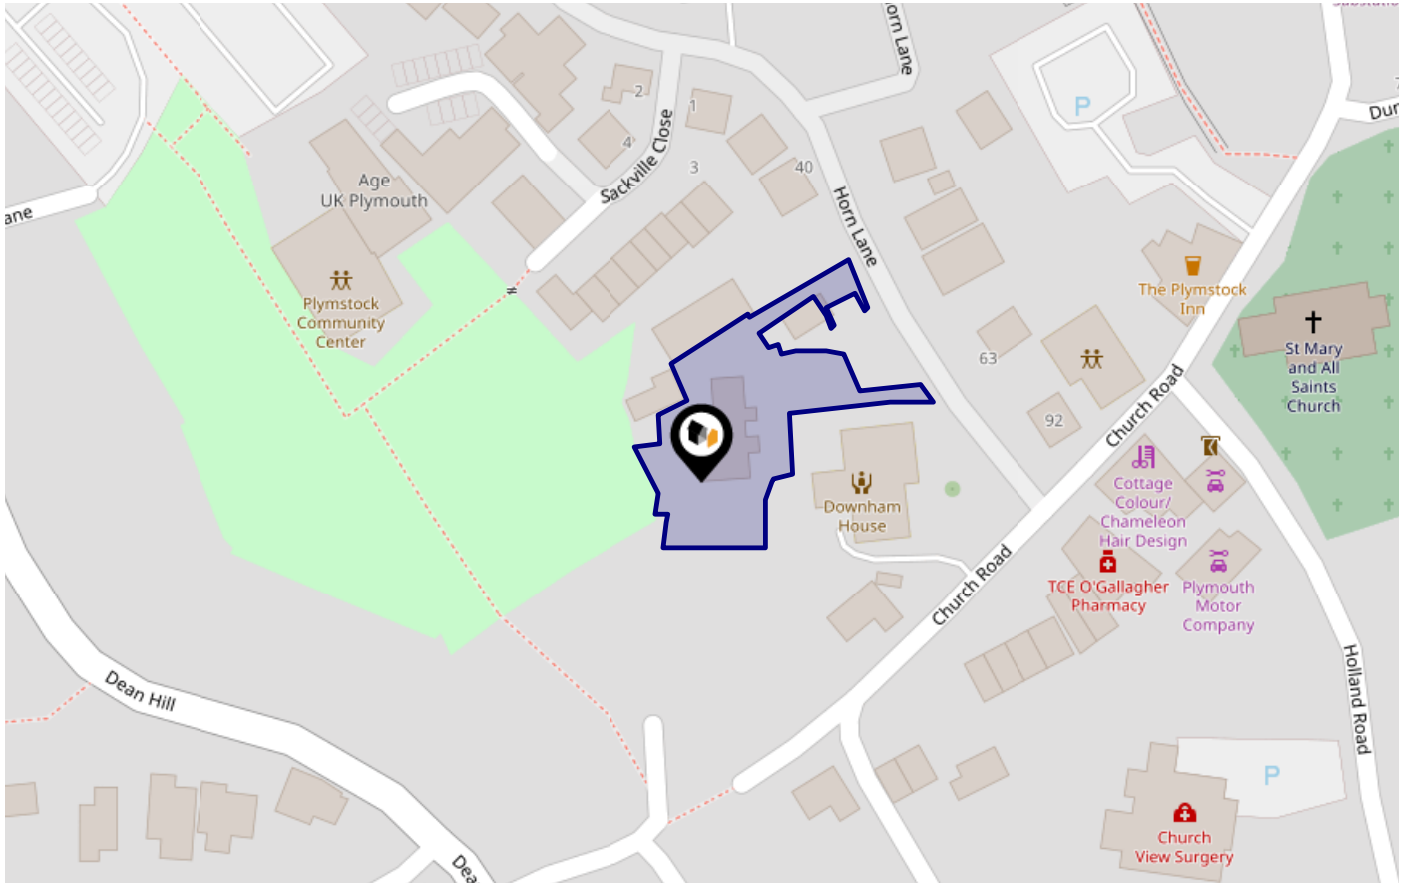 Horn Lane
2
1
4
Sackville Close
3
40
P
Age
UK Plymouth
Horn Lane
The Plymstock
Inn
Plymstock
Community
Center
63
St Mary
and All
Saints
Church
92
Church Road
Cottage
Colour/
Chameleon
Hair Design
Downham
House
Church Road
TCE O'Gallagher
Pharmacy
Plymouth
Motor
Company
Dean Hill
Holland Road
P
Church
View Surgery